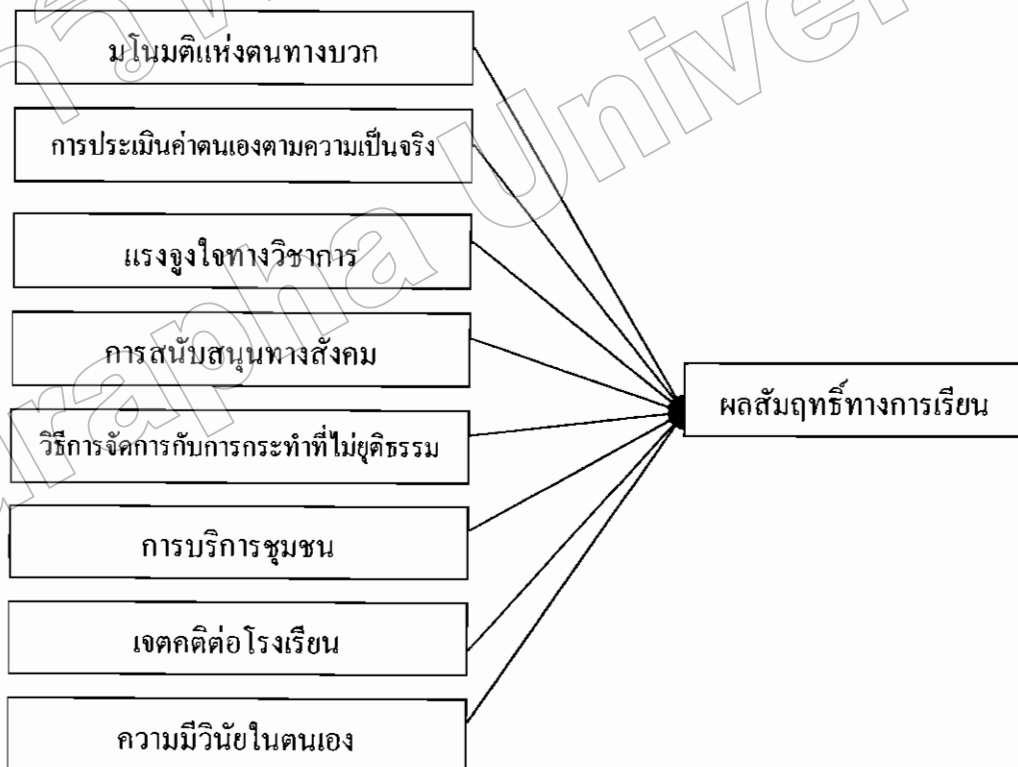 มโนมติแห่งตนทางบวก
การประเมินค่าตนเองตามความเป็นจริง
แรงจูงใจทางวิชาการ
การสนับสนุนทางสังคม
วิธีการจัดการกับการกระทำที่ไม่ยุติธรรม
การบริการชุมชน
เจตคติต่อโรงเรียน
ความมีวินัยในตนเอง
ผลสัมฤทธิ์ทางการเรียน